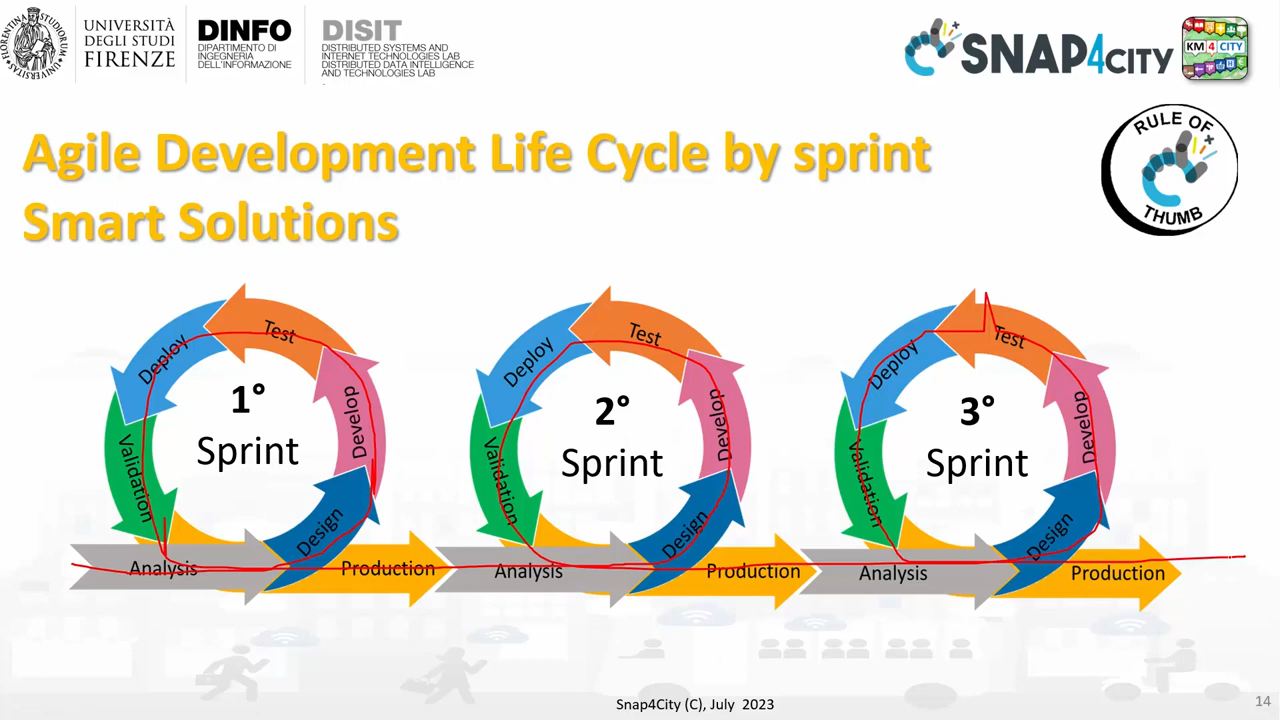 UNIVERSITÀ
DEGLI STUDI
FIRENZE
DINFO
DIPARTIMENTO DI
INGEGNERIA
DELL'INFORMAZIONE
DISIT
DISTRIBUTED SYSTEMS AND
INTERNET TECHNOLOGIES LAB
DISTRIBUTED DATA INTELLIGENCE
AND TECHNOLOGIES LAB
SNAP4CITY
KM 4 CITY
Agile Development Life Cycle by sprint
Smart Solutions
RULE OF
THUMB
Test
Deploy
Develop
1°
Sprint
Validation
Design
Analysis
Production
Test
Deploy
Develop
2°
Sprint
Validation
Design
Analysis
Production
Test
Deploy
Develop
3°
Sprint
Validation
Design
Analysis
Production
Snap4City (C), July 2023
14